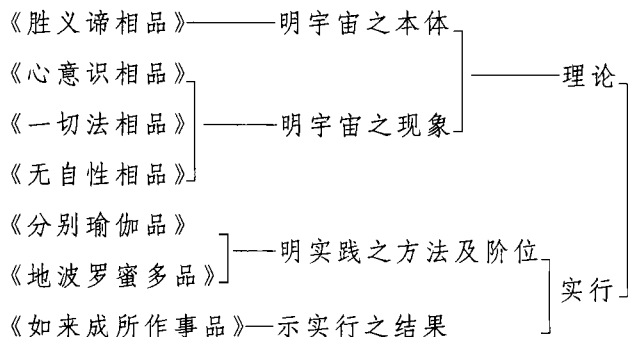 《胜义谛相品》——明宇宙之本体
《心意识相品》——理论
《一切法相品》——明宇宙之现象
《无自性相品》
《分别瑜伽品》
——明实践之方法及阶位
《地波罗蜜多品》
实行
《如来成所作事品》—示实行之结果